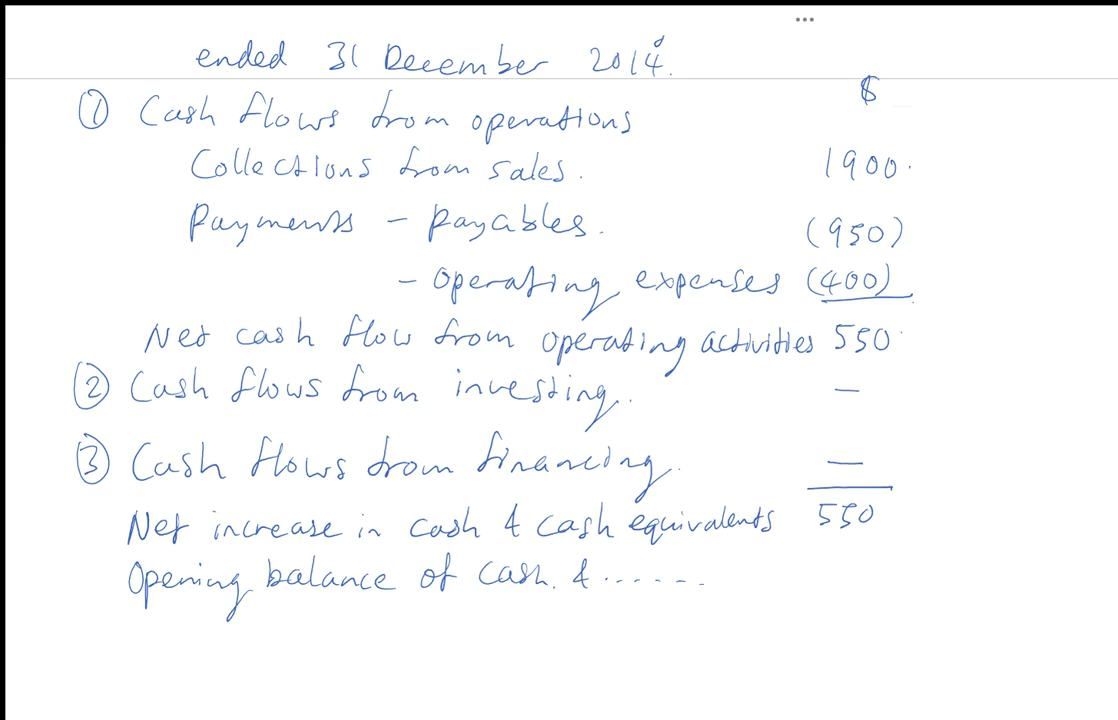 ended 31 December 2014.
$
① Cash flows from operations
Collections from sales. 1900.
Payments - payables. (950)
- operating expenses (400)
Net cash flow from operating activities 550
② Cash flows from investing. —
③ Cash flows from financing. —
Net increase in cash & cash equivalents 550
Opening balance of cash. & ......